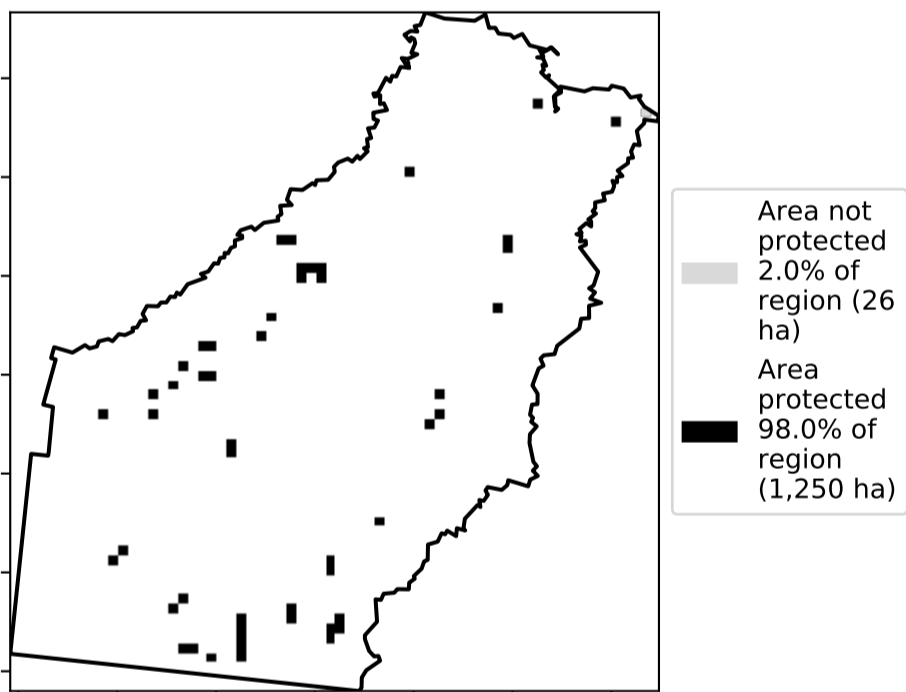 Area not
protected
2.0% of
region (26
ha)
Area
protected
98.0% of
region
(1,250 ha)